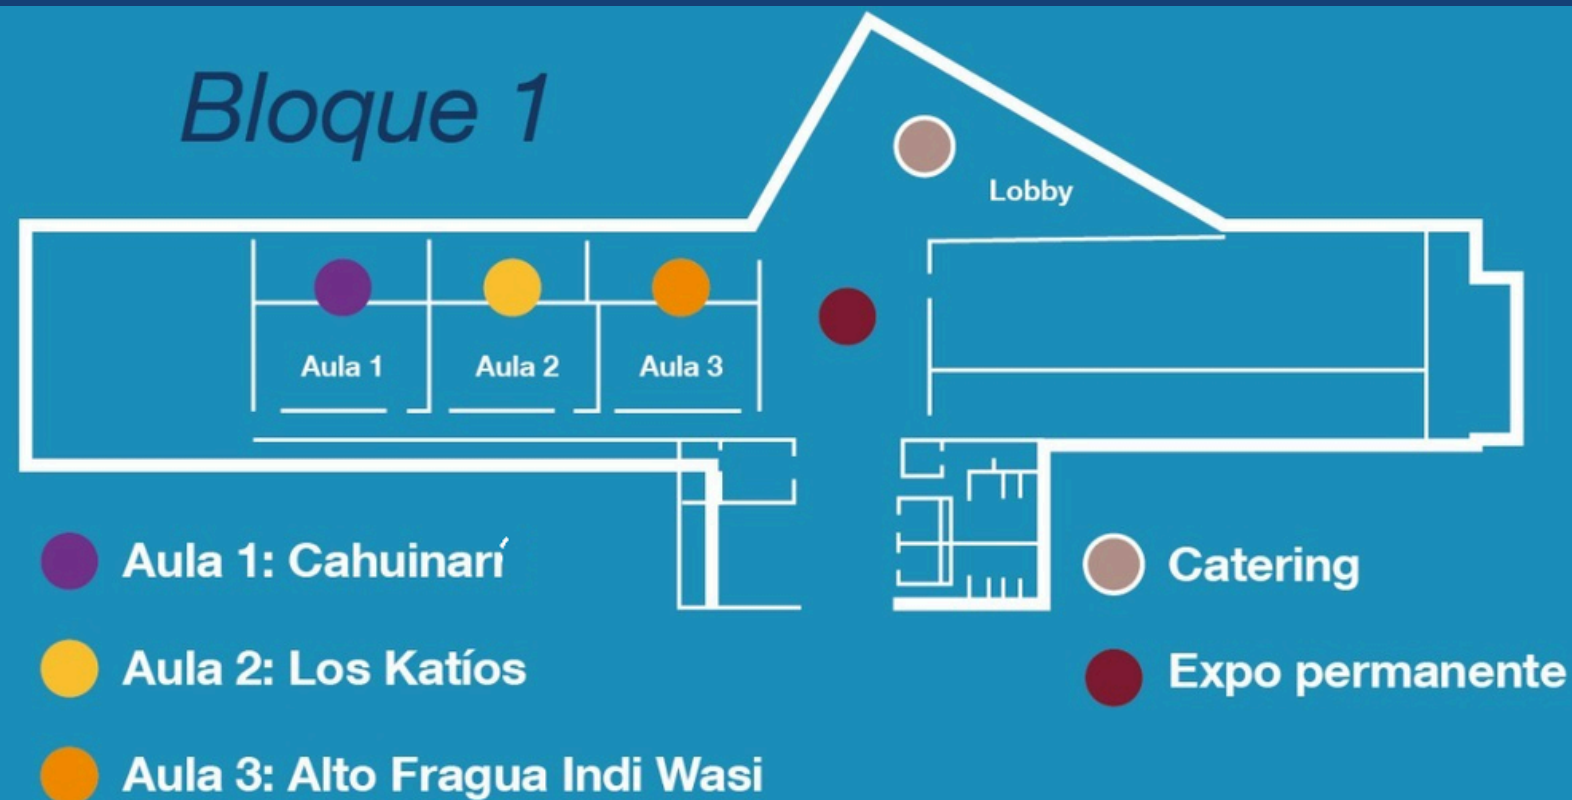 Bloque 1
Lobby
Aula 1
Aula 2
Aula 3
Aula 1: Cahuinarí
Aula 2: Los Katíos
Aula 3: Alto Fragua Indi Wasi
Catering
Expo permanente